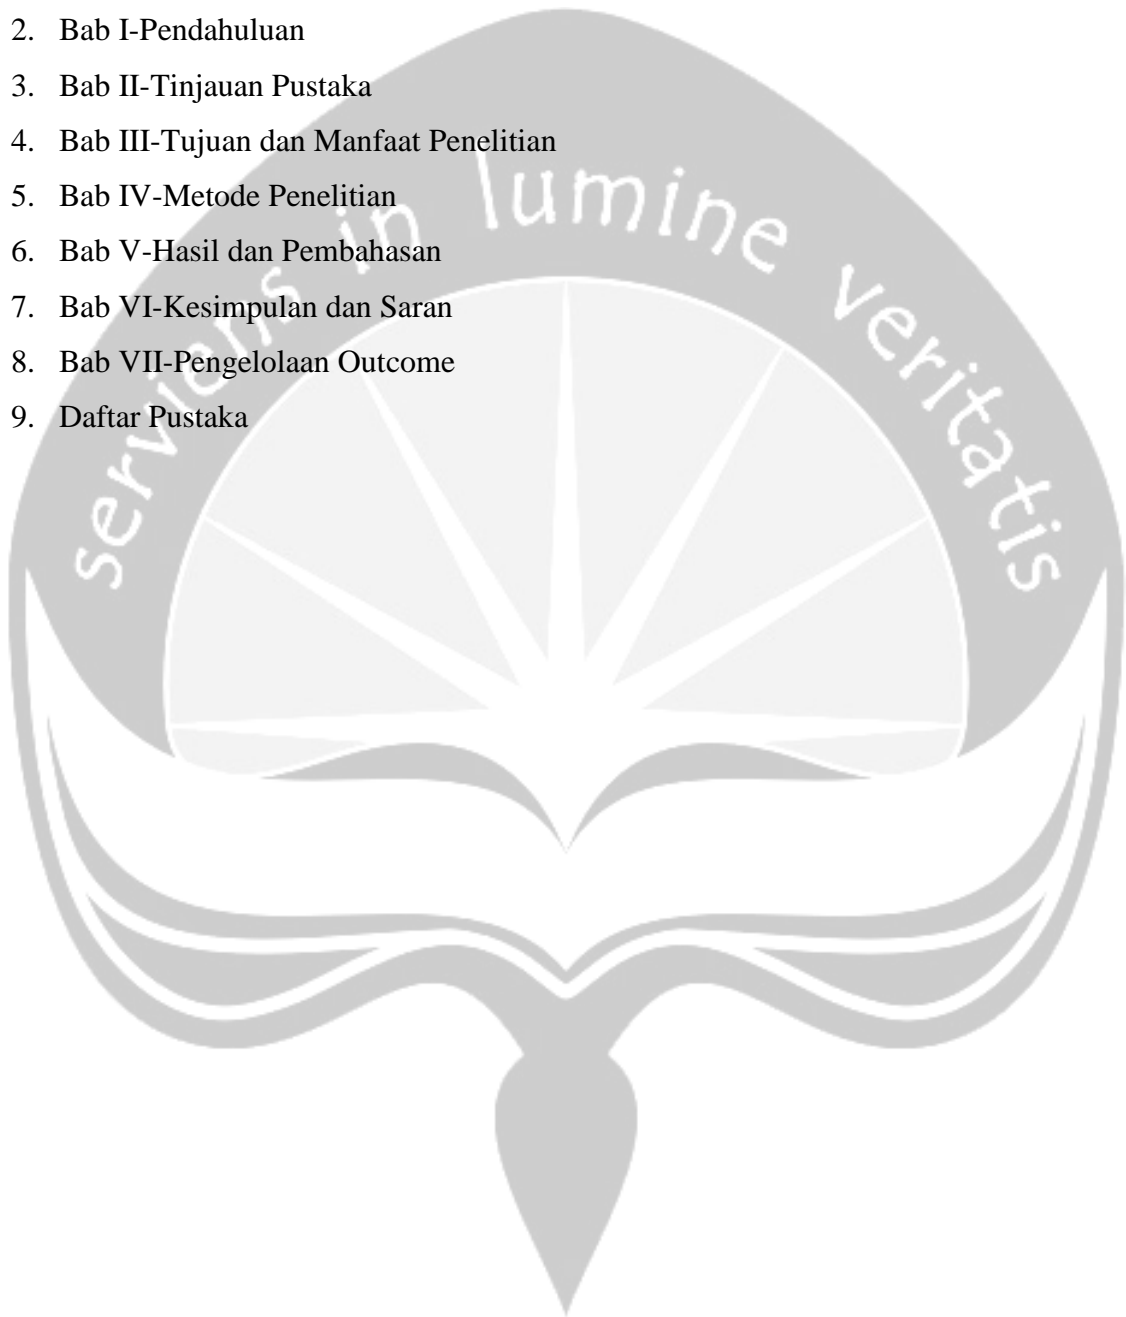 2. Bab I-Pendahuluan
3. Bab II-Tinjauan Pustaka
4. Bab III-Tujuan dan Manfaat Penelitian
5. Bab IV-Metode Penelitian
6. Bab V-Hasil dan Pembahasan
7. Bab VI-Kesimpulan dan Saran
8. Bab VII-Pengelolaan Outcome
9. Daftar Pustaka
serviens in lumine veritatis